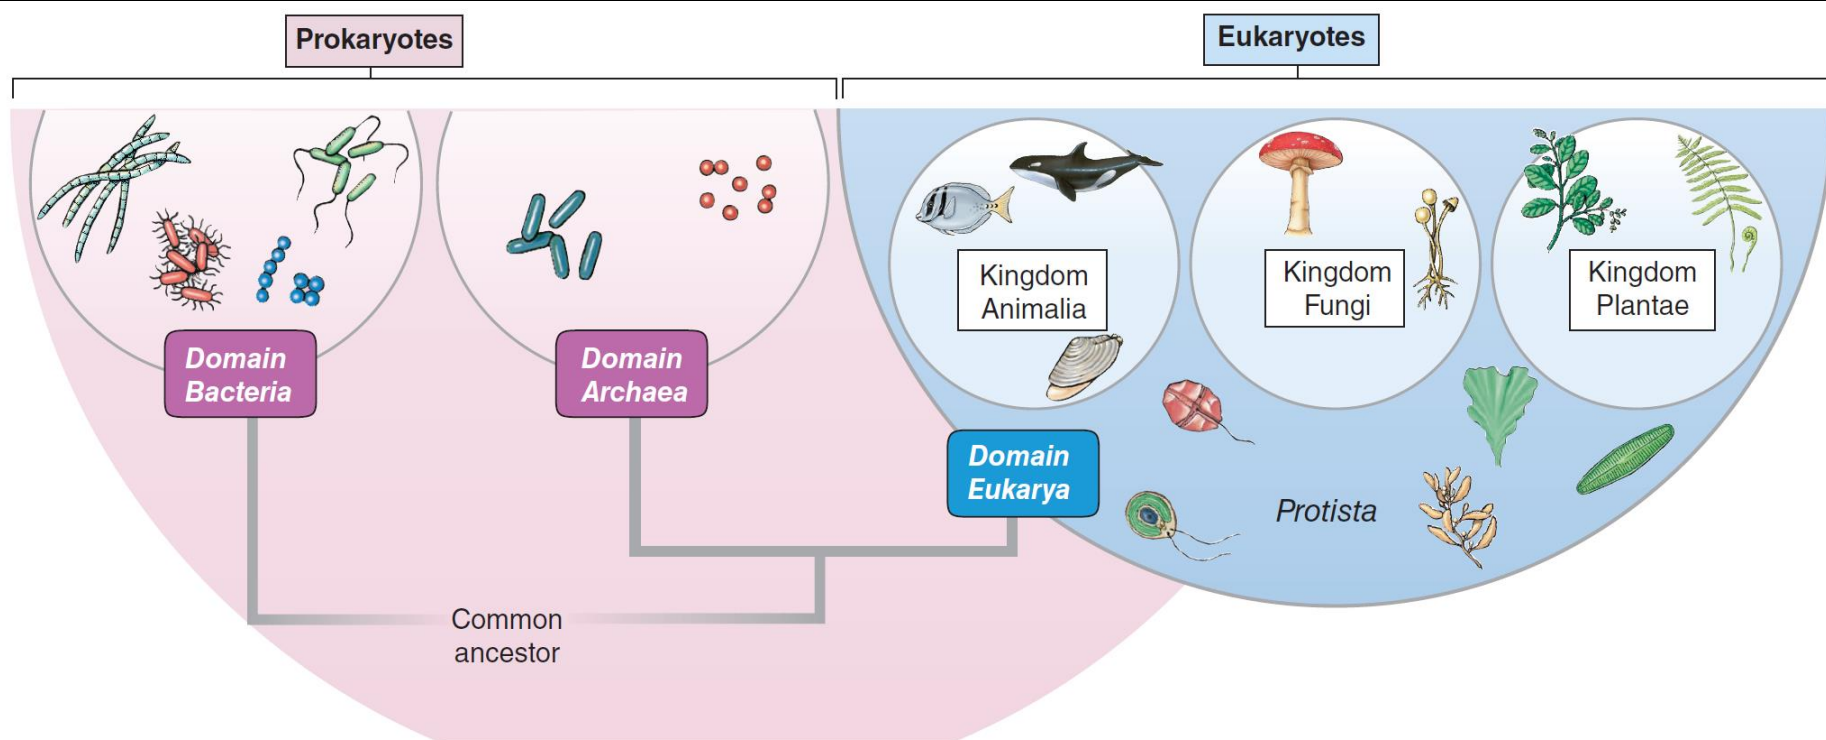 Prokaryotes
Eukaryotes
Kingdom
Animalia
Kingdom
Fungi
Kingdom
Plantae
Domain
Bacteria
Domain
Archaea
Domain
Eukarya
Protista
Common
ancestor